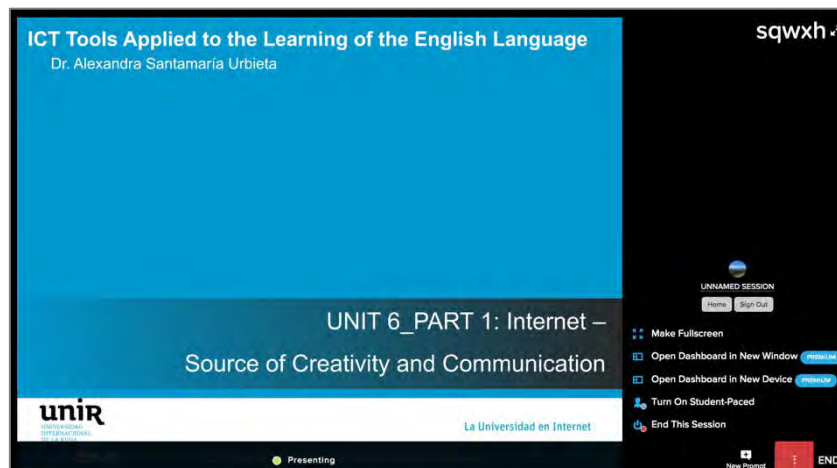 ICT Tools Applied to the Learning of the English Language
Dr. Alexandra Santamaría Urbieta
UNIT 6_PART 1: Internet –
Source of Creativity and Communication
unir
UNIVERSIDAD
INTERNACIONAL
DE LA RIOJA
La Universidad en Internet
Presenting
sqwxh
UNNAMED SESSION
Home Sign Out
Make Fullscreen
Open Dashboard in New Window PREMIUM
Open Dashboard in New Device PREMIUM
Turn On Student-Paced
End This Session
New Prompt
END